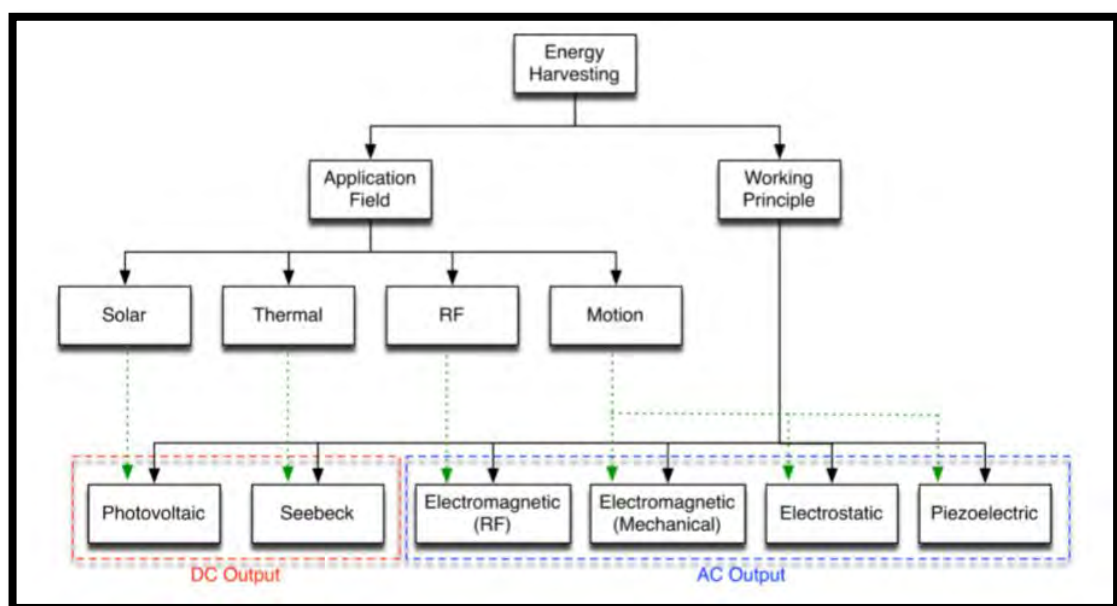 Energy
Harvesting
Application
Field
Working
Principle
Solar
Thermal
RF
Motion
Photovoltaic
Seebeck
Electromagnetic
(RF)
Electromagnetic
(Mechanical)
Electrostatic
Piezoelectric
DC Output
AC Output